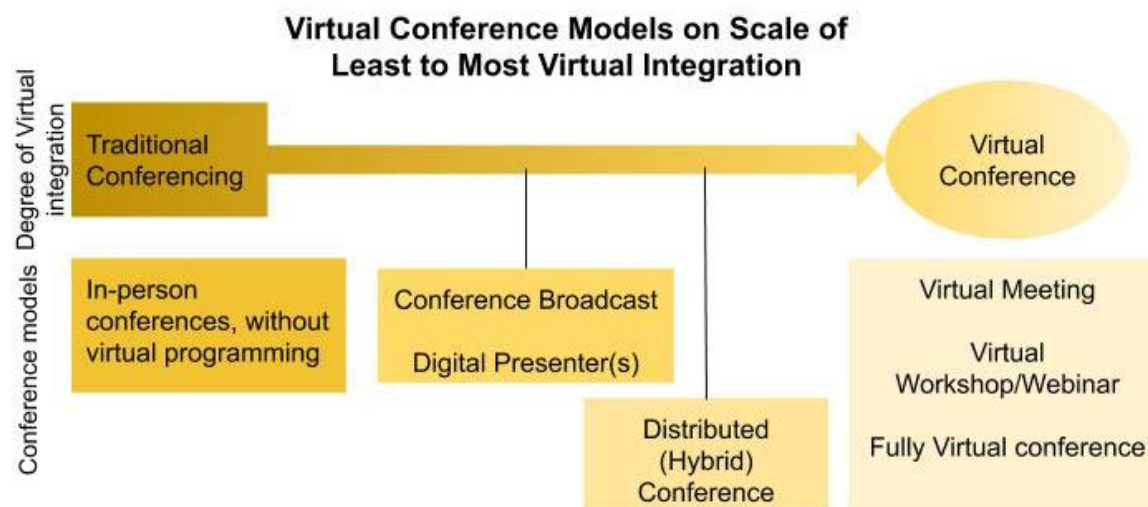 Virtual Conference Models on Scale of
Least to Most Virtual Integration
Degree of Virtual
integration
Traditional
Conferencing
Virtual
Conference
Conference models
In-person
conferences, without
virtual programming
Conference Broadcast
Digital Presenter(s)
Distributed
(Hybrid)
Conference
Virtual Meeting
Virtual
Workshop/Webinar
Fully Virtual conference